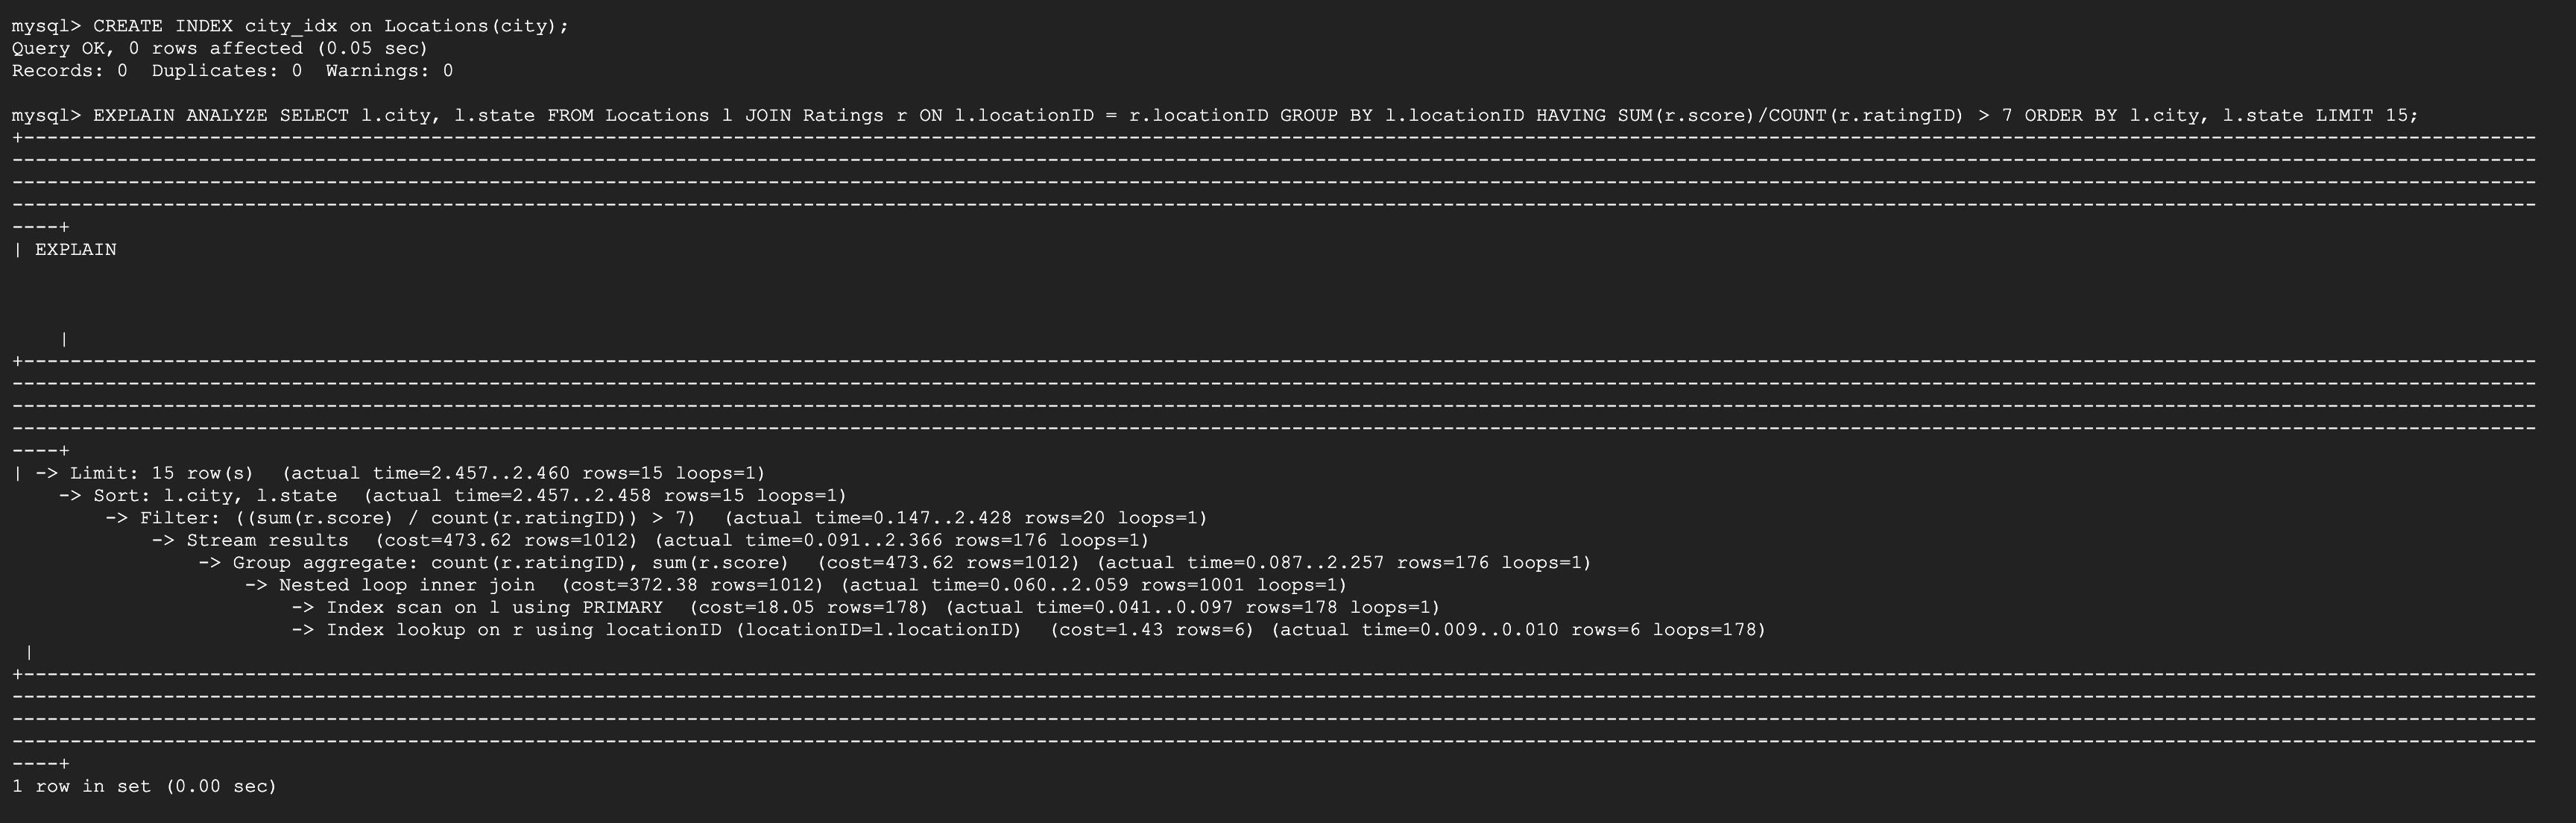 mysql> CREATE INDEX city_idx on Locations(city);
Query OK, 0 rows affected (0.05 sec)
Records: 0  Duplicates: 0  Warnings: 0
mysql> EXPLAIN ANALYZE SELECT l.city, l.state FROM Locations l JOIN Ratings r ON l.locationID = r.locationID GROUP BY l.locationID HAVING SUM(r.score)/COUNT(r.ratingID) > 7 ORDER BY l.city, l.state LIMIT 15;
| EXPLAIN
|
| -> Limit: 15 row(s)  (actual time=2.457..2.460 rows=15 loops=1)
    -> Sort: l.city, l.state  (actual time=2.457..2.458 rows=15 loops=1)
        -> Filter: ((sum(r.score) / count(r.ratingID)) > 7)  (actual time=0.147..2.428 rows=20 loops=1)
            -> Stream results  (cost=473.62 rows=1012) (actual time=0.091..2.366 rows=176 loops=1)
                -> Group aggregate: count(r.ratingID), sum(r.score)  (cost=473.62 rows=1012) (actual time=0.087..2.257 rows=176 loops=1)
                    -> Nested loop inner join  (cost=372.38 rows=1012) (actual time=0.060..2.059 rows=1001 loops=1)
                        -> Index scan on l using PRIMARY  (cost=18.05 rows=178) (actual time=0.041..0.097 rows=178 loops=1)
                        -> Index lookup on r using locationID (locationID=l.locationID)  (cost=1.43 rows=6) (actual time=0.009..0.010 rows=6 loops=178)
|
1 row in set (0.00 sec)